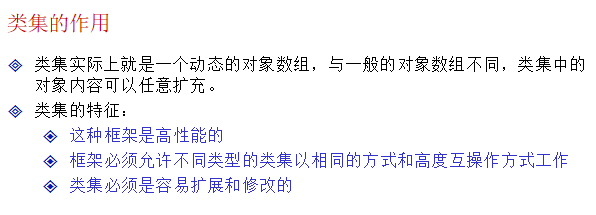 类集的作用
类集实际上就是一个动态的对象数组，与一般的对象数组不同，类集中的
对象内容可以任意扩充。
类集的特征：
这种框架是高性能的
框架必须允许不同类型的类集以相同的方式和高度互操作方式工作
类集必须是容易扩展和修改的